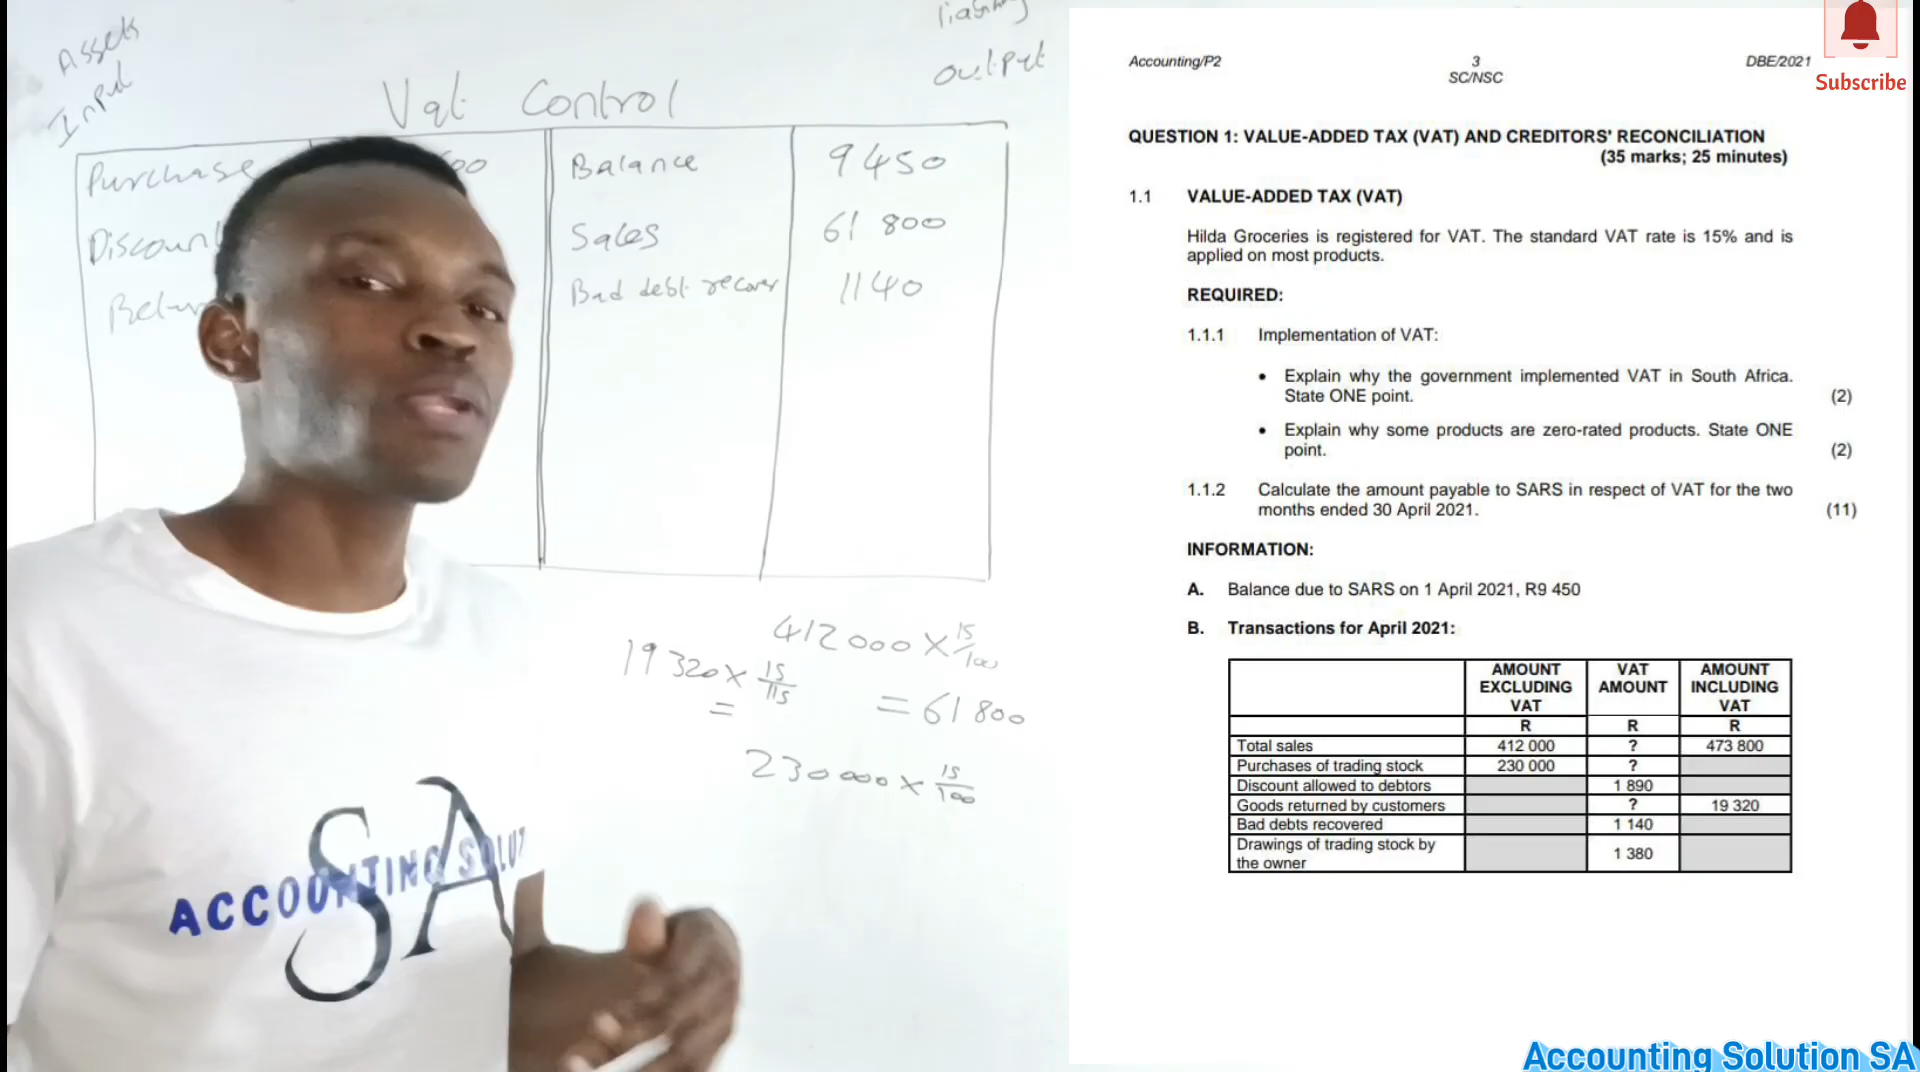 Assets
Input
liability
output
Vat Control
Purchase
500
Balance
9450
Discount
Sales
61 800
Bad debt recover
1140
412 000 × 15/100
19 320 × 15/115
=
= 61 800
230 000 × 15/100
ACCOUNTING SOLUT
SA
Subscribe
Accounting/P2
3
SC/NSC
DBE/2021
QUESTION 1: VALUE-ADDED TAX (VAT) AND CREDITORS' RECONCILIATION
(35 marks; 25 minutes)
1.1 VALUE-ADDED TAX (VAT)
Hilda Groceries is registered for VAT. The standard VAT rate is 15% and is
applied on most products.
REQUIRED:
1.1.1 Implementation of VAT:
• Explain why the government implemented VAT in South Africa.
State ONE point. (2)
• Explain why some products are zero-rated products. State ONE
point. (2)
1.1.2 Calculate the amount payable to SARS in respect of VAT for the two
months ended 30 April 2021. (11)
INFORMATION:
A. Balance due to SARS on 1 April 2021, R9 450
B. Transactions for April 2021:
AMOUNT EXCLUDING VAT VAT AMOUNT AMOUNT INCLUDING VAT
R R R
Total sales 412 000 ? 473 800
Purchases of trading stock 230 000 ?
Discount allowed to debtors 1 890
Goods returned by customers ? 19 320
Bad debts recovered 1 140
Drawings of trading stock by
the owner 1 380
Accounting Solution SA